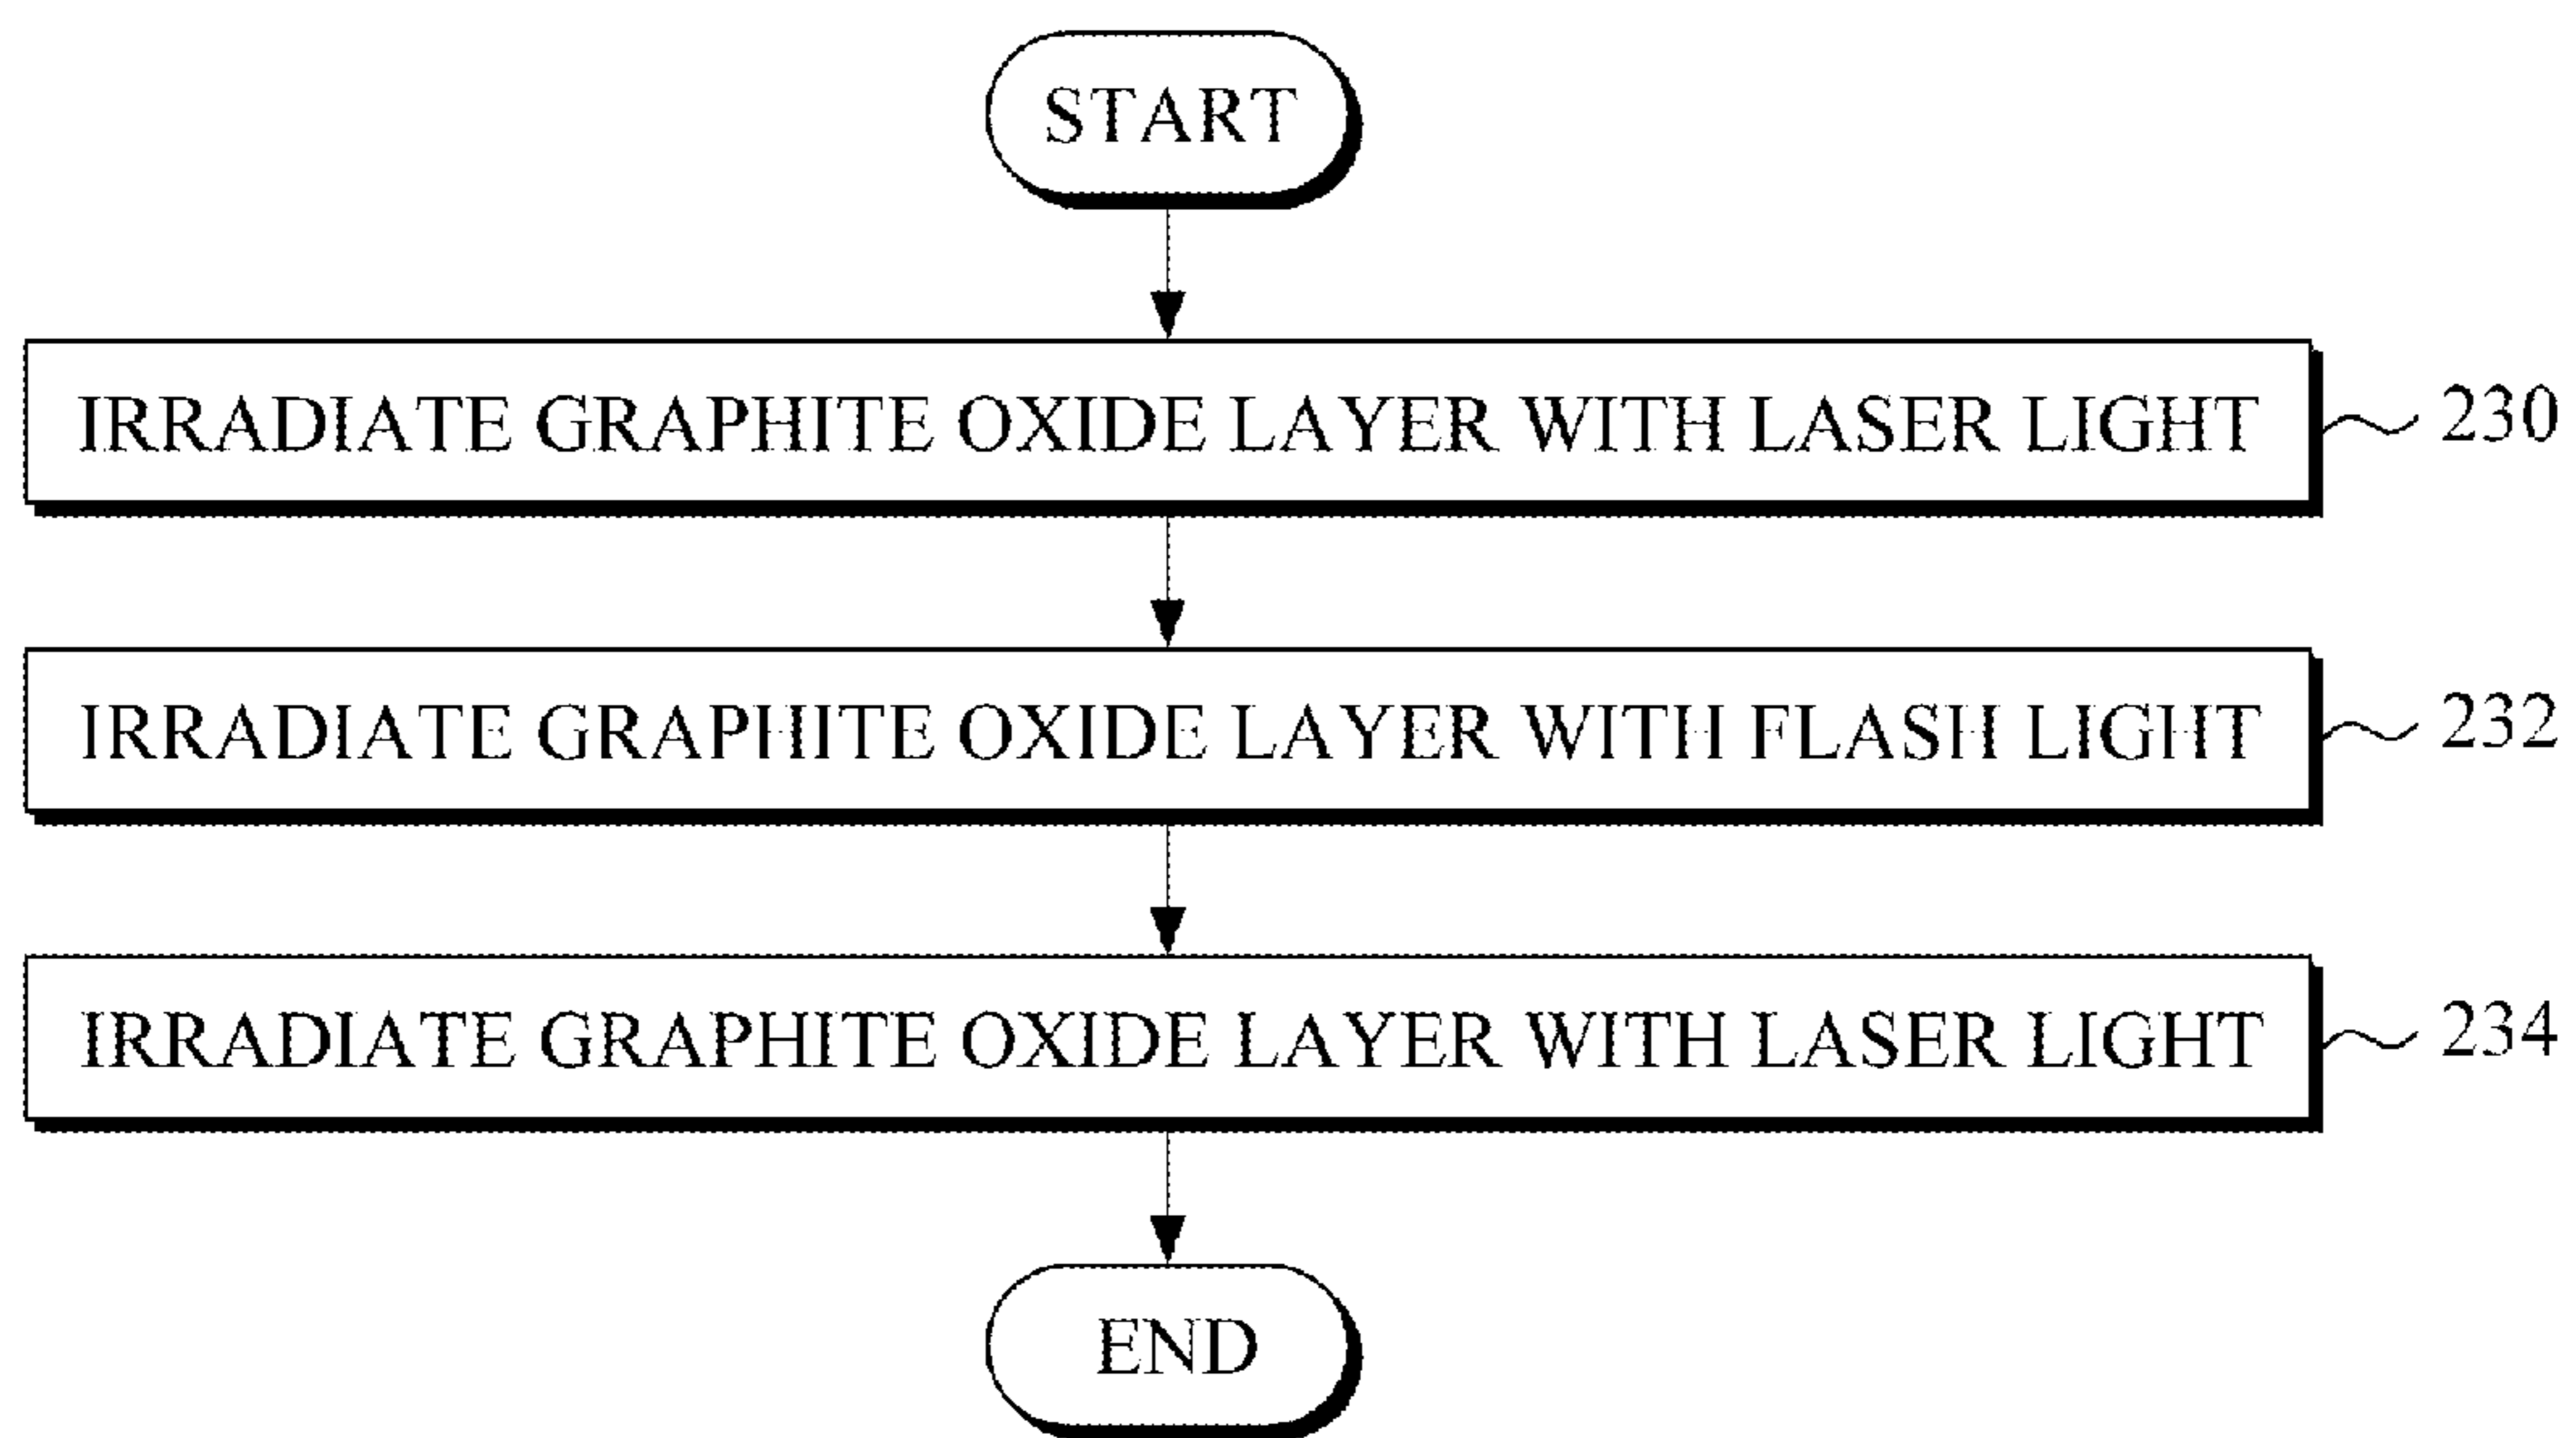 START
IRRADIATE GRAPHITE OXIDE LAYER WITH LASER LIGHT 230
IRRADIATE GRAPHITE OXIDE LAYER WITH FLASH LIGHT 232
IRRADIATE GRAPHITE OXIDE LAYER WITH LASER LIGHT 234
END